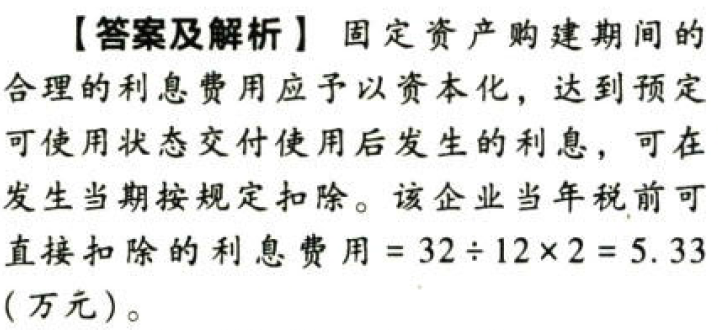 【答案及解析】 固定资产购建期间的
合理的利息费用应予以资本化，达到预定
可使用状态交付使用后发生的利息，可在
发生当期按规定扣除。该企业当年税前可
直接扣除的利息费用 = 32 ÷ 12 × 2 = 5.33
(万元)。